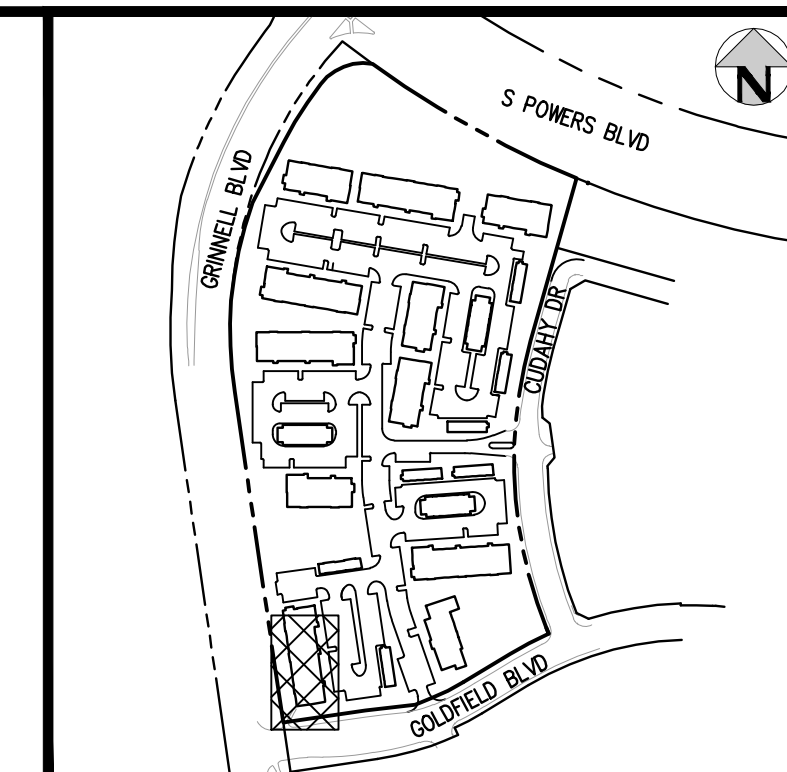 N
S POWERS BLVD
GRINNELL BLVD
CUDAHY DR
GOLDFIELD BLVD